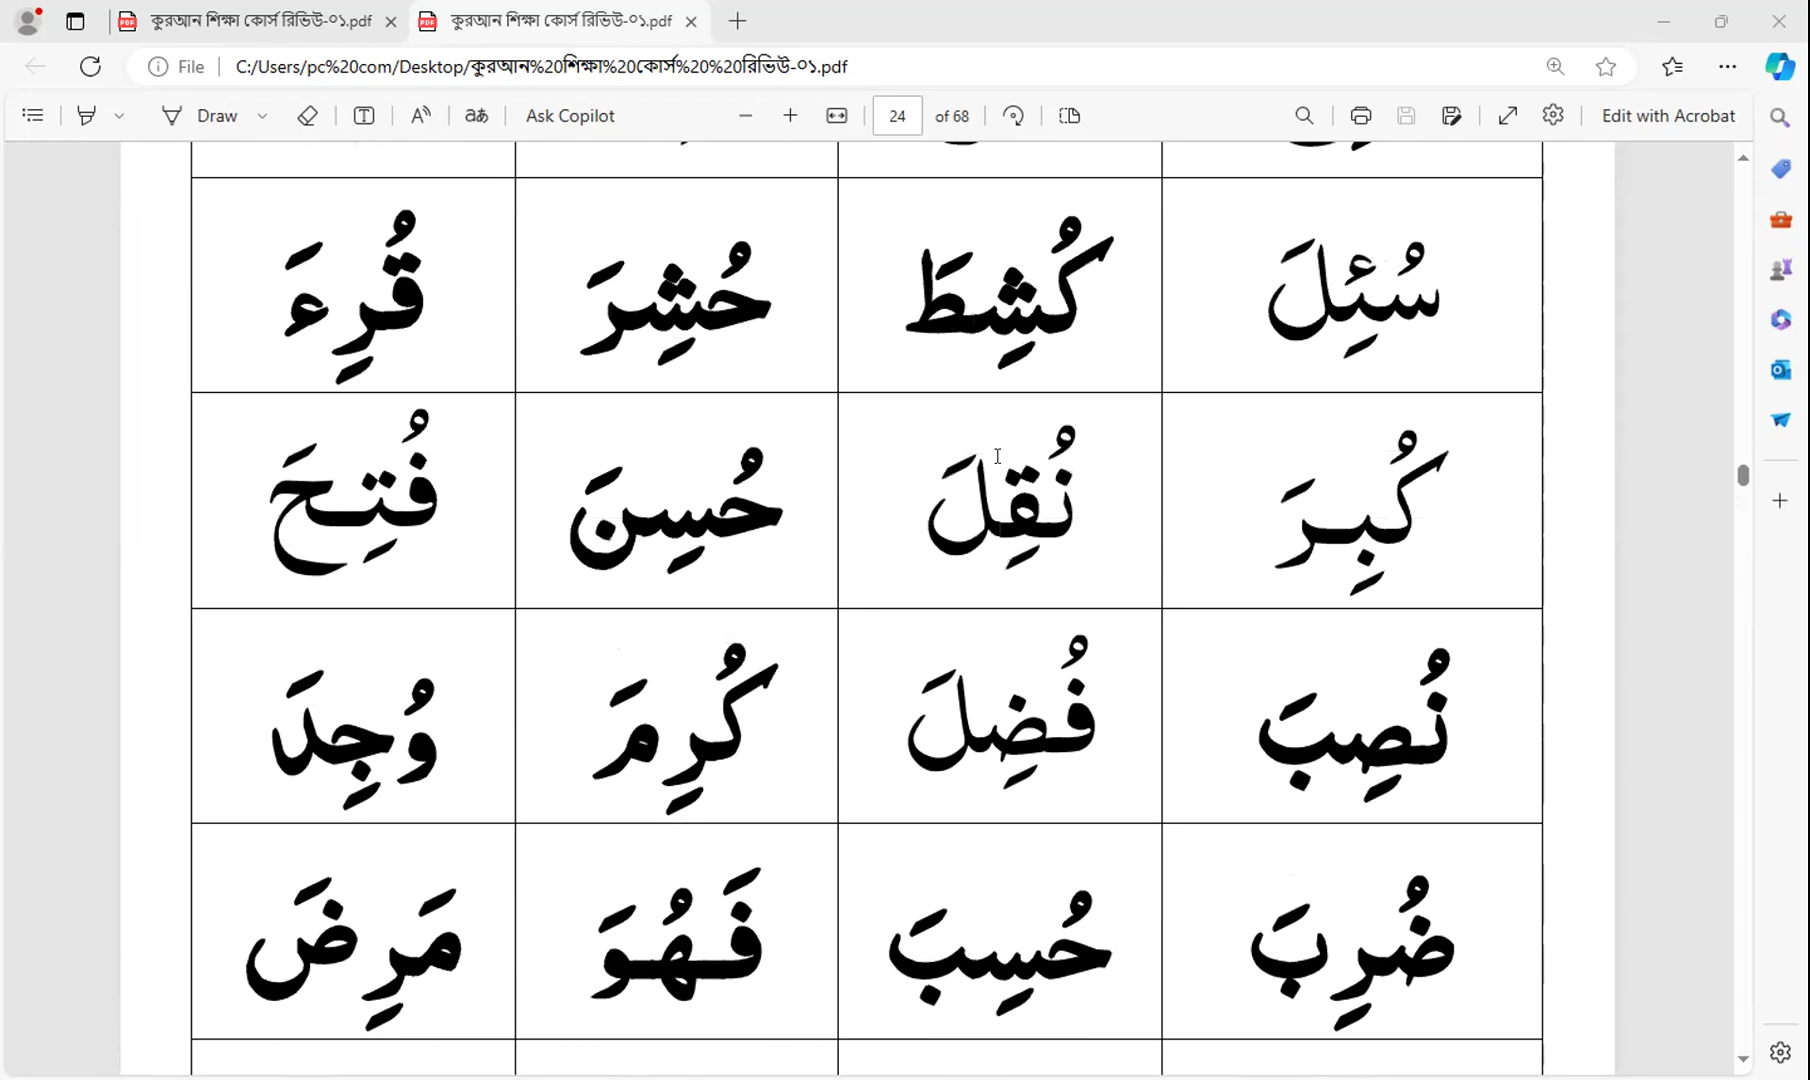 কুরআন শিক্ষা কোর্স রিভিউ-০১.pdf
কুরআন শিক্ষা কোর্স রিভিউ-০১.pdf
File
C:/Users/pc%20com/Desktop/কুরআন%20শিক্ষা%20কোর্স%20%20রিভিউ-০১.pdf
Draw
Ask Copilot
24 of 68
Edit with Acrobat
سُئِلَ كُشِطَ حُشِرَ قُرِءَ
كُبِرَ نُقِلَ حُسِنَ فُتِحَ
نُصِبَ فُضِلَ كُرِمَ وُجِدَ
ضُرِبَ حُسِبَ فَهُوَ مَرِضَ